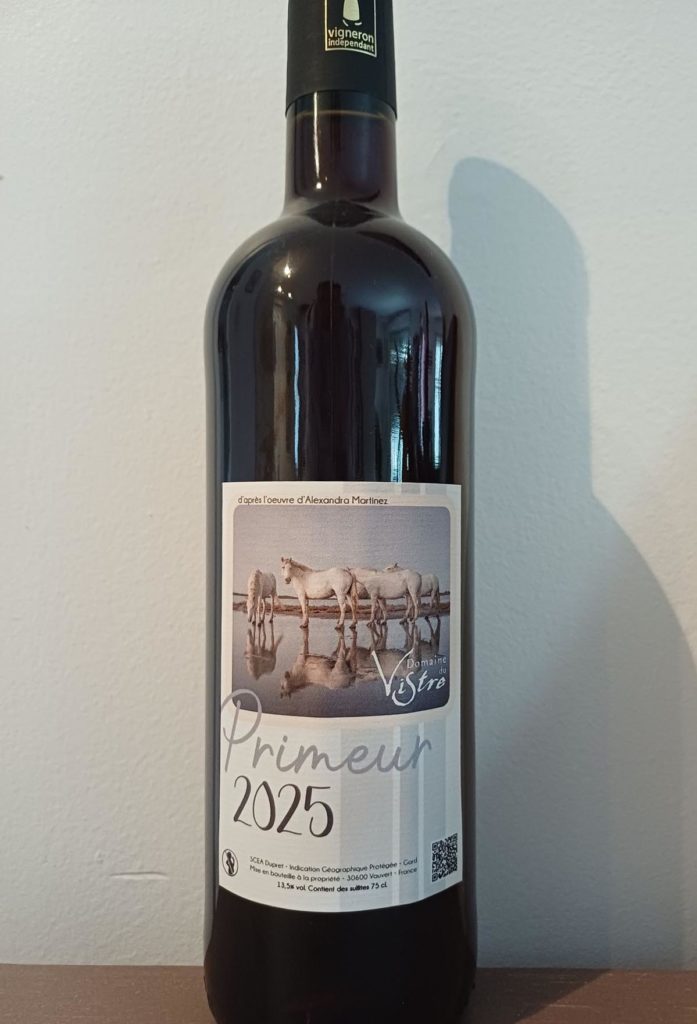 vigneron
indépendant
d'après l'oeuvre d'Alexandra Martinez
Domaine
du
Vistre
Primeur
2025
SCEA Dupret - Indication Géographique Protégée - Gard
Mise en bouteille à la propriété - 30600 Vauvert - France
13,5% vol. Contient des sulfites 75 cl.